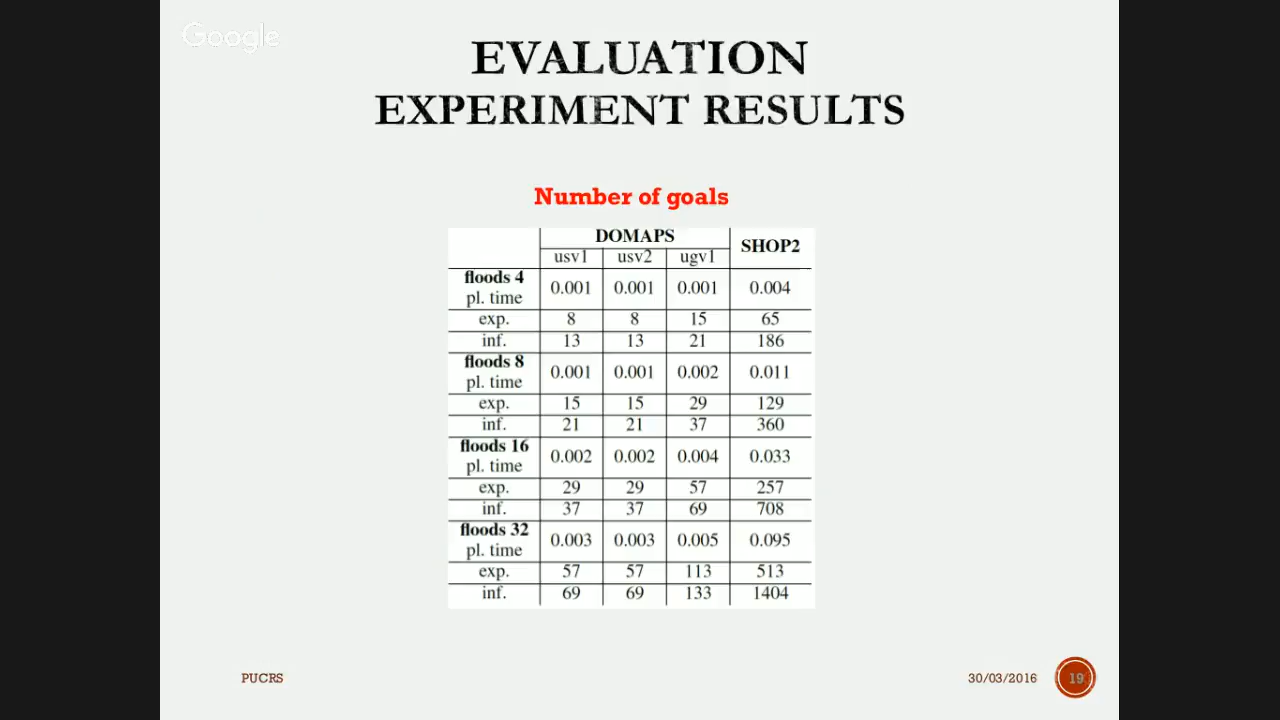 Google
EVALUATION
EXPERIMENT RESULTS
Number of goals
DOMAPS SHOP2
usv1 usv2 ugv1
floods 4
pl. time 0.001 0.001 0.001 0.004
exp. 8 8 15 65
inf. 13 13 21 186
floods 8
pl. time 0.001 0.001 0.002 0.011
exp. 15 15 29 129
inf. 21 21 37 360
floods 16
pl. time 0.002 0.002 0.004 0.033
exp. 29 29 57 257
inf. 37 37 69 708
floods 32
pl. time 0.003 0.003 0.005 0.095
exp. 57 57 113 513
inf. 69 69 133 1404
PUCRS 30/03/2016 19